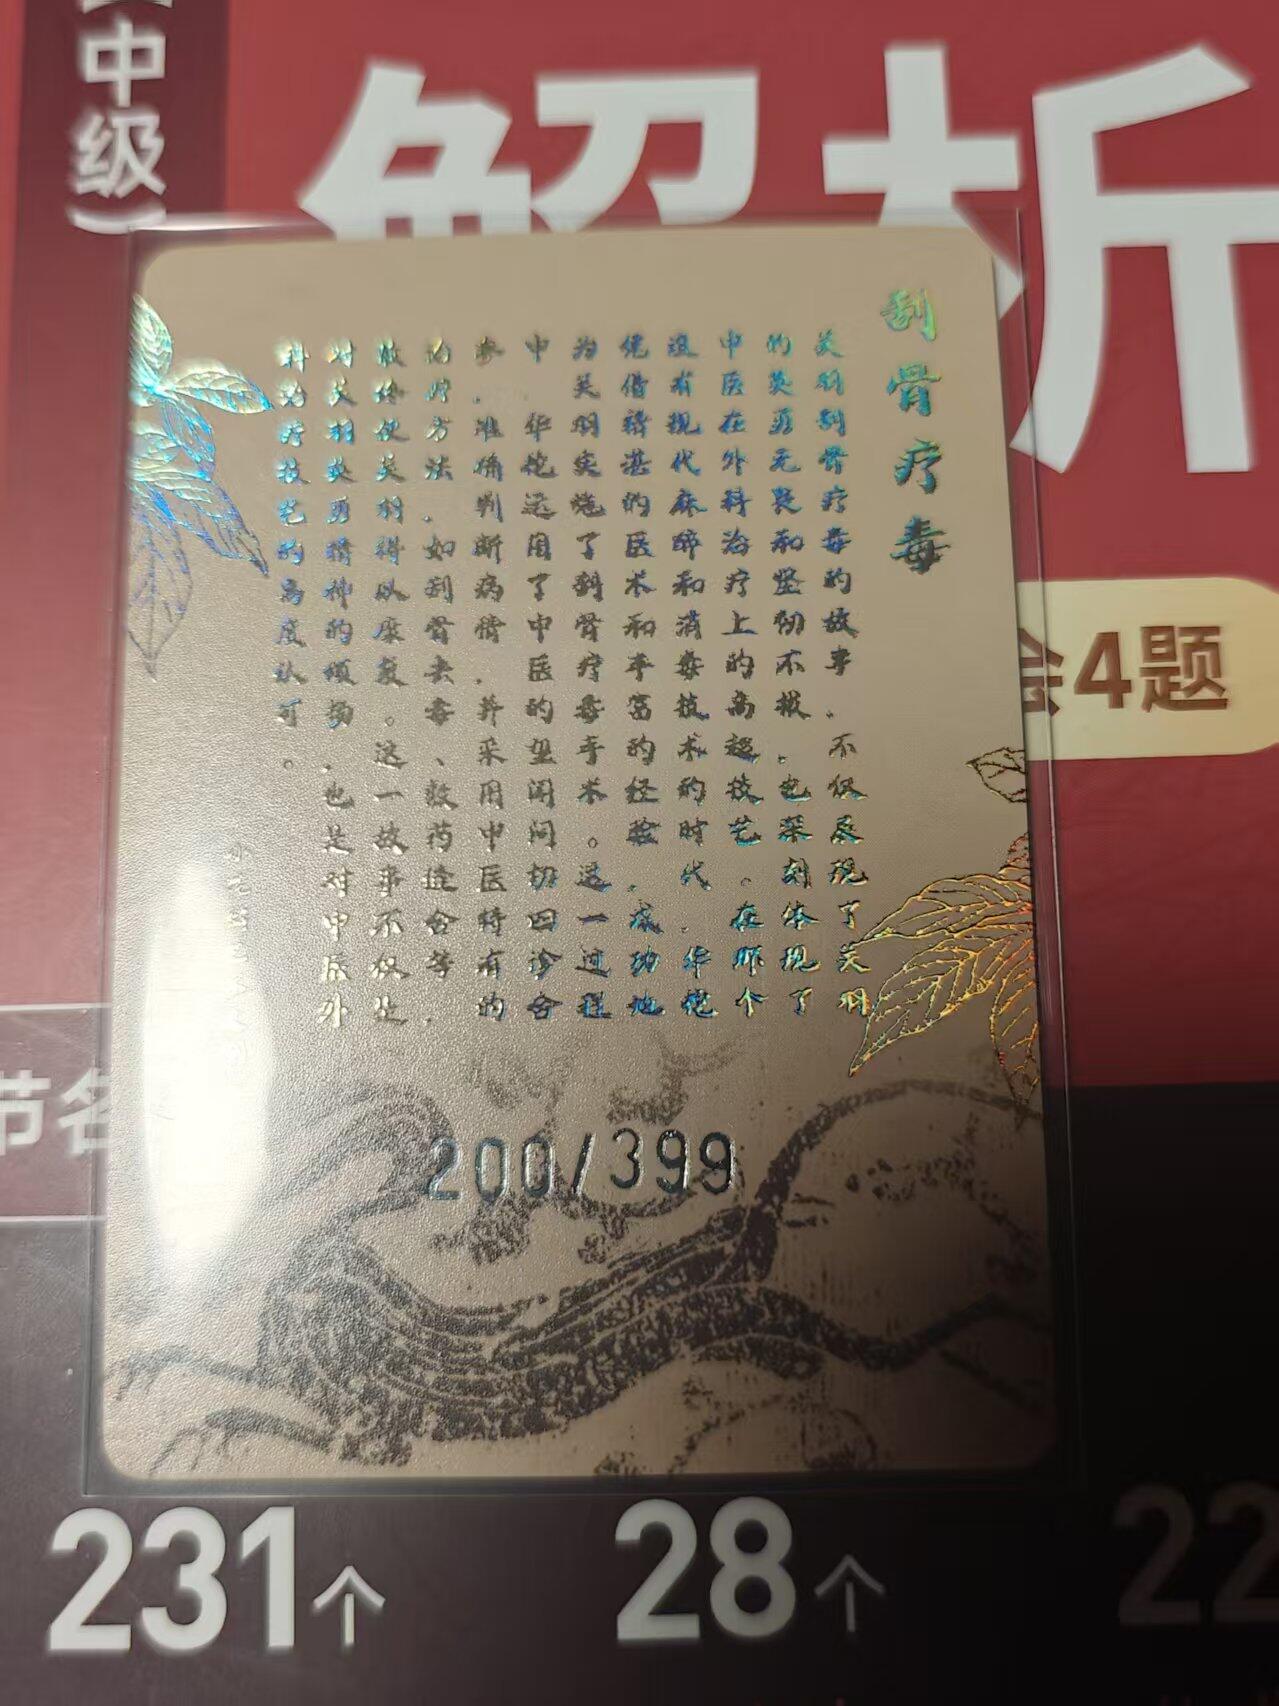 【中级）
解析
会4题
刮骨疗毒
关羽刮骨疗毒的故事，不仅展现了关羽
的英勇无畏和坚韧不拔，也深刻体现了
中医在外科治疗上的高超技艺。在那个
没有现代麻醉和消毒技术的时代，华佗
凭借精湛的医术和丰富的经验，成功地
为关羽实施了刮骨疗毒手术。这一过程
中，华佗运用了中医的望闻问切四诊合
参，准确判断病情，并采用中医特有的
治疗方法，如刮骨去毒、敷药缝合等，
最终使关羽得以康复。这一故事不仅是
对关羽英勇精神的颂扬，也是对中医外
科治疗技艺的高度认可。
200/399
节名
231个
28个
22